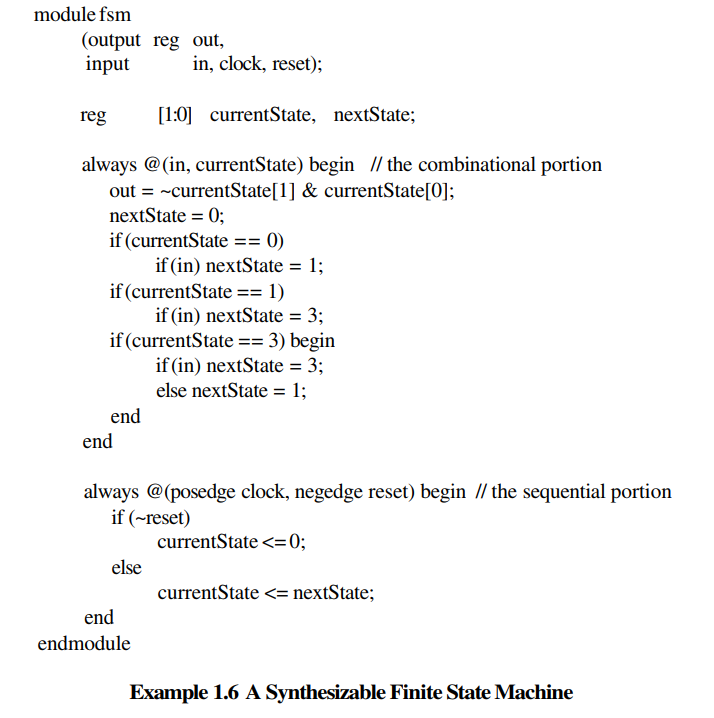 module fsm
(output reg out,
input in, clock, reset);
reg [1:0] currentState, nextState;
always @(in, currentState) begin // the combinational portion
out = ~currentState[1] & currentState[0];
nextState = 0;
if (currentState == 0)
if (in) nextState = 1;
if (currentState == 1)
if (in) nextState = 3;
if (currentState == 3) begin
if (in) nextState = 3;
else nextState = 1;
end
end
always @(posedge clock, negedge reset) begin // the sequential portion
if (~reset)
currentState <= 0;
else
currentState <= nextState;
end
endmodule
Example 1.6 A Synthesizable Finite State Machine